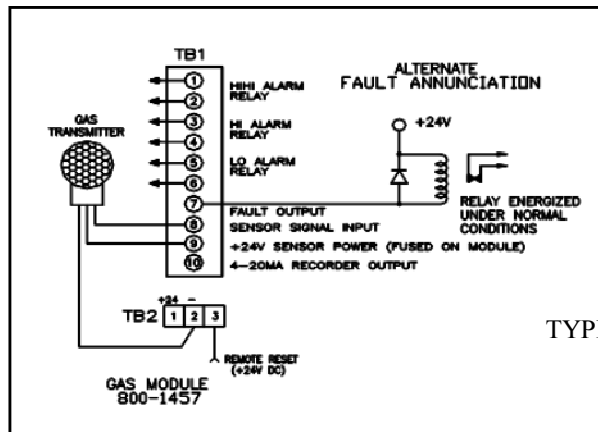 TB1
ALTERNATE
FAULT ANNUNCIATION
1
HIHI ALARM
RELAY
2
+24V
3
HI ALARM
RELAY
4
GAS
TRANSMITTER
5
LO ALARM
RELAY
6
7
FAULT OUTPUT
RELAY ENERGIZED
UNDER NORMAL
CONDITIONS
8
SENSOR SIGNAL INPUT
9
+24V SENSOR POWER (FUSED ON MODULE)
10
4-20MA RECORDER OUTPUT
+24 -
TB2 1 2 3
TYPI
REMOTE RESET
(+24V DC)
GAS MODULE
800-1457